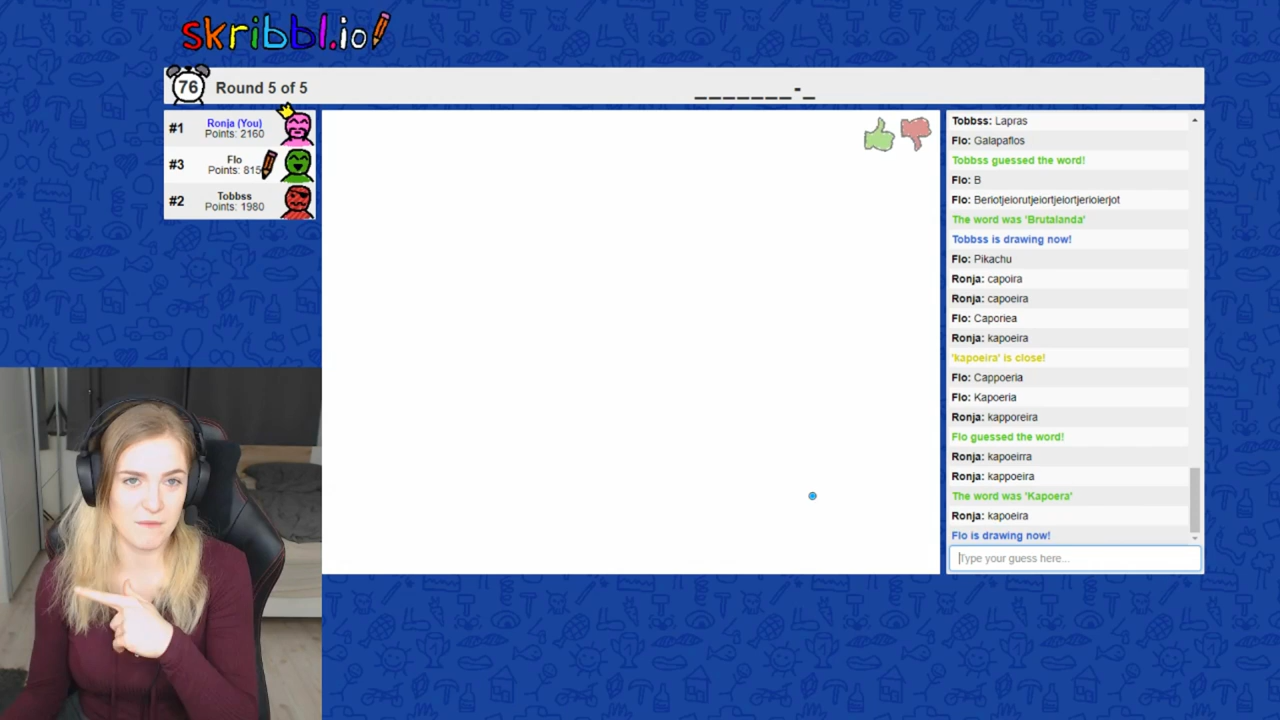 skribbl.io
76
Round 5 of 5
_______-_
#1
Ronja (You)
Points: 2160
#3
Flo
Points: 815
#2
Tobbss
Points: 1980
Tobbss: Lapras
Flo: Galapaflos
Tobbss guessed the word!
Flo: B
Flo: Beriotjeiorutjeiortjeiortjerioierjot
The word was 'Brutalanda'
Tobbss is drawing now!
Flo: Pikachu
Ronja: capoira
Ronja: capoeira
Flo: Caporiea
Ronja: kapoeira
'kapoeira' is close!
Flo: Cappoeria
Flo: Kapoeria
Ronja: kapporeira
Flo guessed the word!
Ronja: kapoeirra
Ronja: kappoeira
The word was 'Kapoera'
Ronja: kapoeira
Flo is drawing now!
Type your guess here...